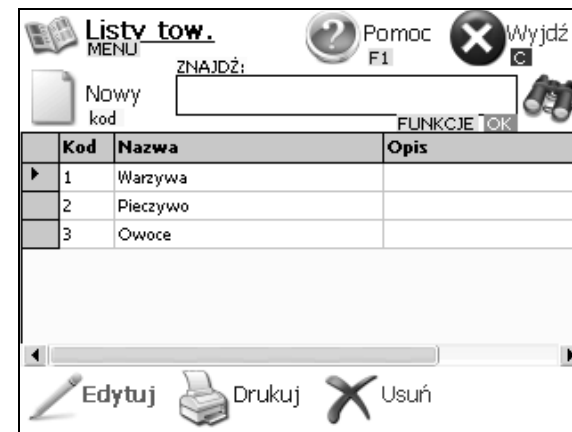 Listy tow.
MENU
Pomoc
F1
Wyjdź
C
ZNAJDŹ:
Nowy
kod
FUNKCJE OK
Kod Nazwa Opis
1 Warzywa
2 Pieczywo
3 Owoce
Edytuj Drukuj Usuń